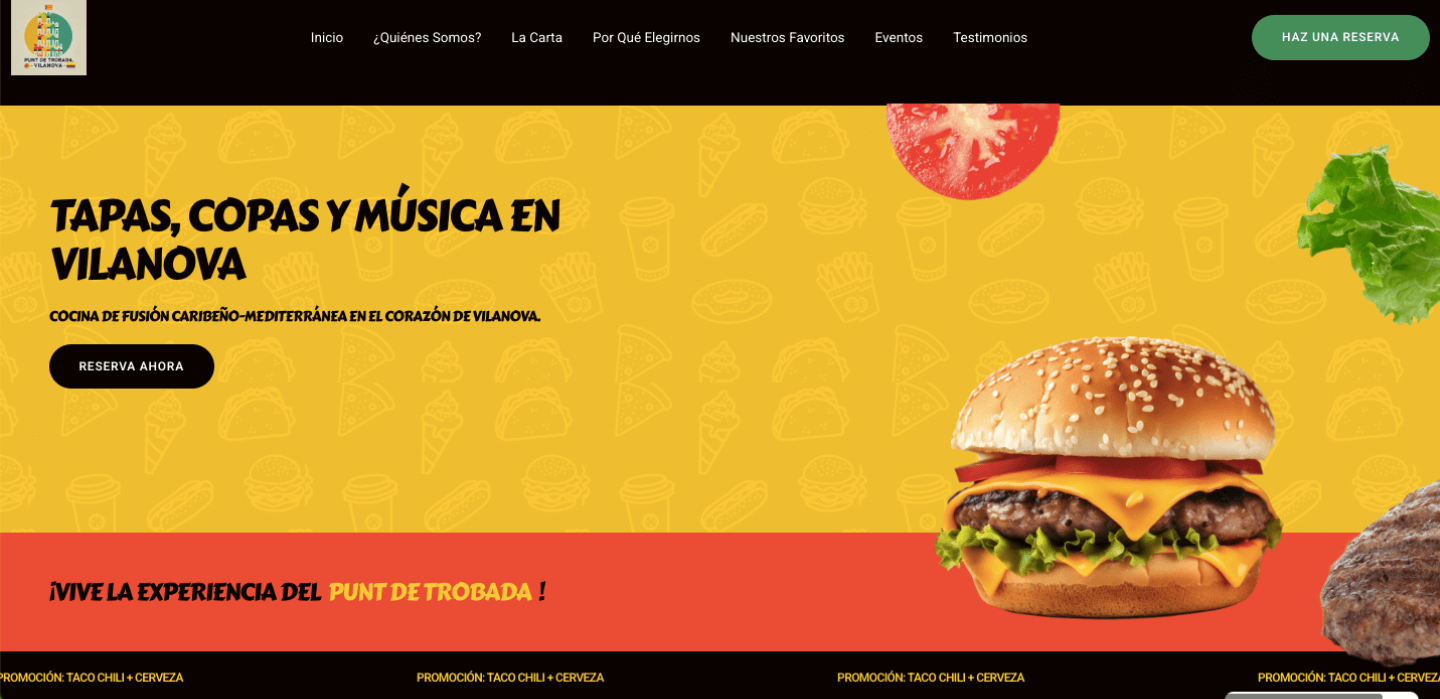 PUNT DE TROBADA
VILANOVA
Inicio
¿Quiénes Somos?
La Carta
Por Qué Elegirnos
Nuestros Favoritos
Eventos
Testimonios
HAZ UNA RESERVA
TAPAS, COPAS Y MÚSICA EN
VILANOVA
COCINA DE FUSIÓN CARIBEÑO-MEDITERRÁNEA EN EL CORAZÓN DE VILANOVA.
RESERVA AHORA
¡VIVE LA EXPERIENCIA DEL PUNT DE TROBADA !
PROMOCIÓN: TACO CHILI + CERVEZA
PROMOCIÓN: TACO CHILI + CERVEZA
PROMOCIÓN: TACO CHILI + CERVEZA
PROMOCIÓN: TACO CHILI + CERVEZA